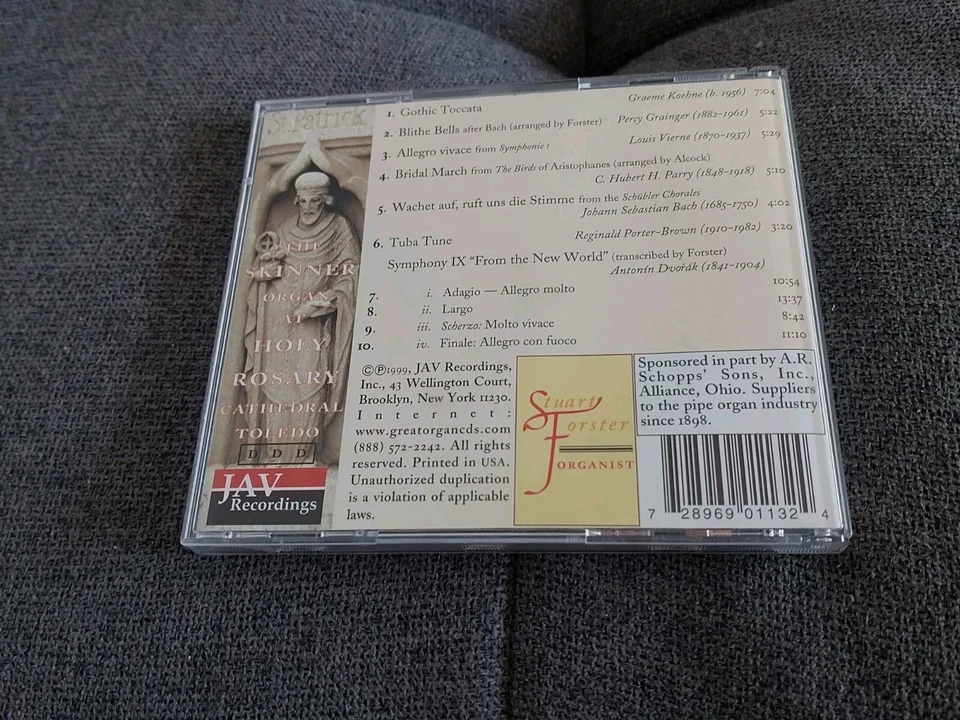 St. Patrick
1. Gothic Toccata Graeme Koehne (b. 1956) 7:04
2. Blithe Bells after Bach (arranged by Forster) Percy Grainger (1882-1961) 5:22
3. Allegro vivace from Symphonie 1 Louis Vierne (1870-1937) 5:29
4. Bridal March from The Birds of Aristophanes (arranged by Alcock)
C. Hubert H. Parry (1848-1918) 5:10
5. Wachet auf, ruft uns die Stimme from the Schübler Chorales
Johann Sebastian Bach (1685-1750) 4:02
6. Tuba Tune Reginald Porter-Brown (1910-1982) 3:20
Symphony IX "From the New World" (transcribed by Forster)
Antonín Dvořák (1841-1904)
7. i. Adagio — Allegro molto 10:54
8. ii. Largo 13:37
9. iii. Scherzo: Molto vivace 8:42
10. iv. Finale: Allegro con fuoco 11:10
THE
SKINNER
ORGAN
AT
HOLY
ROSARY
CATHEDRAL
TOLEDO
D D D
JAV
Recordings
©℗1999, JAV Recordings,
Inc., 43 Wellington Court,
Brooklyn, New York 11230.
Internet:
www.greatorgancds.com
(888) 572-2242. All rights
reserved. Printed in USA.
Unauthorized duplication
is a violation of applicable
laws.
Stuart
Forster
ORGANIST
Sponsored in part by A.R.
Schopps' Sons, Inc.,
Alliance, Ohio. Suppliers
to the pipe organ industry
since 1898.
7 28969 01132 4